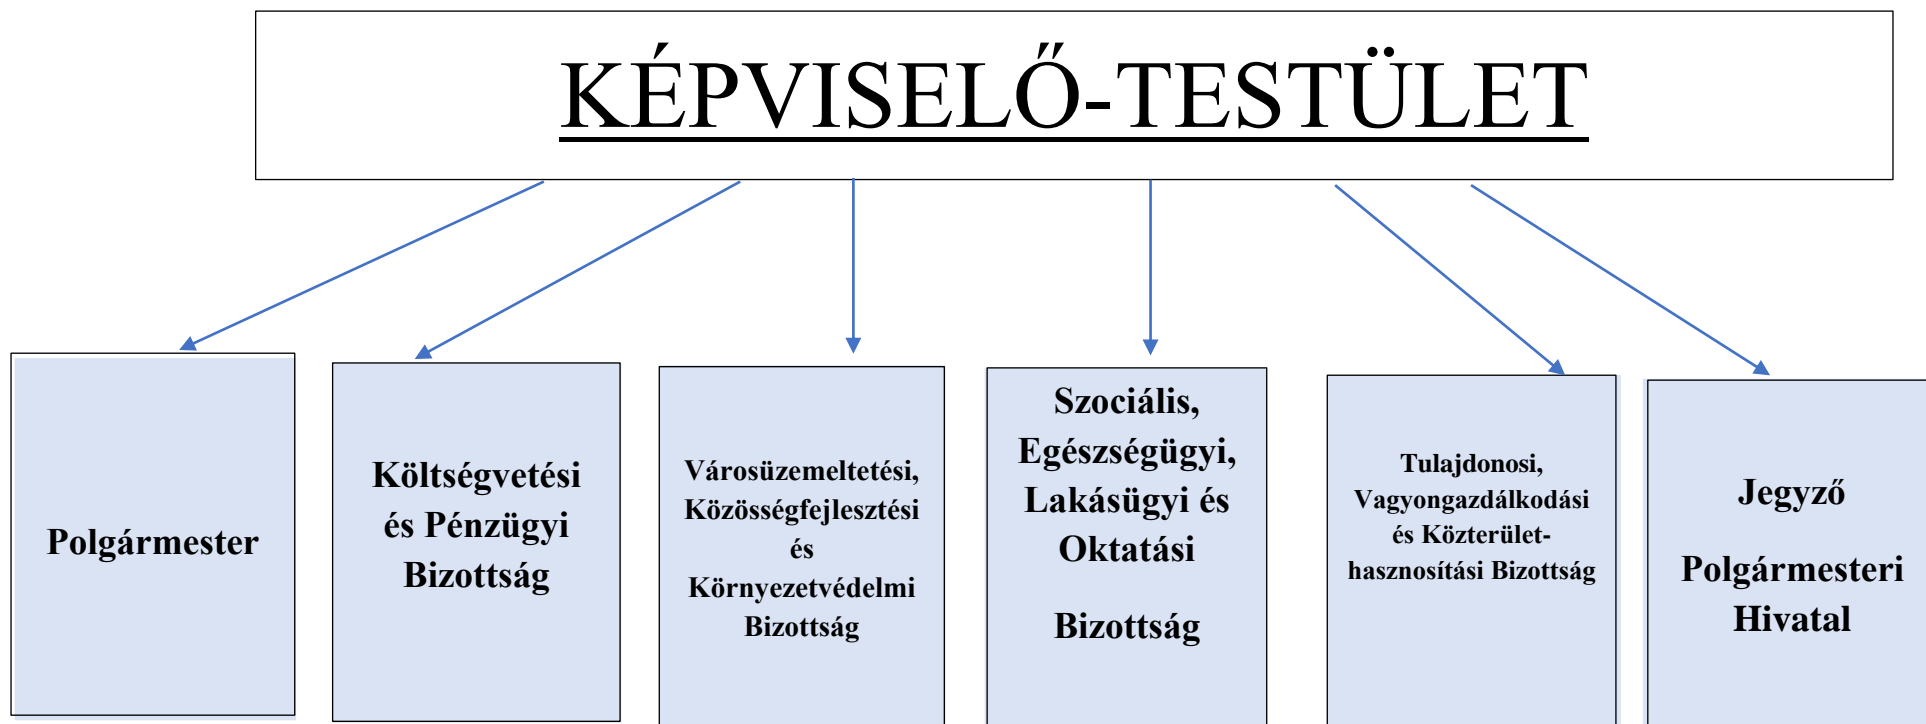 KÉPVISELŐ-TESTÜLET
Polgármester
Költségvetési
és Pénzügyi
Bizottság
Városüzemeltetési,
Közösségfejlesztési
és
Környezetvédelmi
Bizottság
Szociális,
Egészségügyi,
Lakásügyi és
Oktatási
Bizottság
Tulajdonosi,
Vagyongazdálkodási
és Közterület-
hasznosítási Bizottság
Jegyző
Polgármesteri
Hivatal